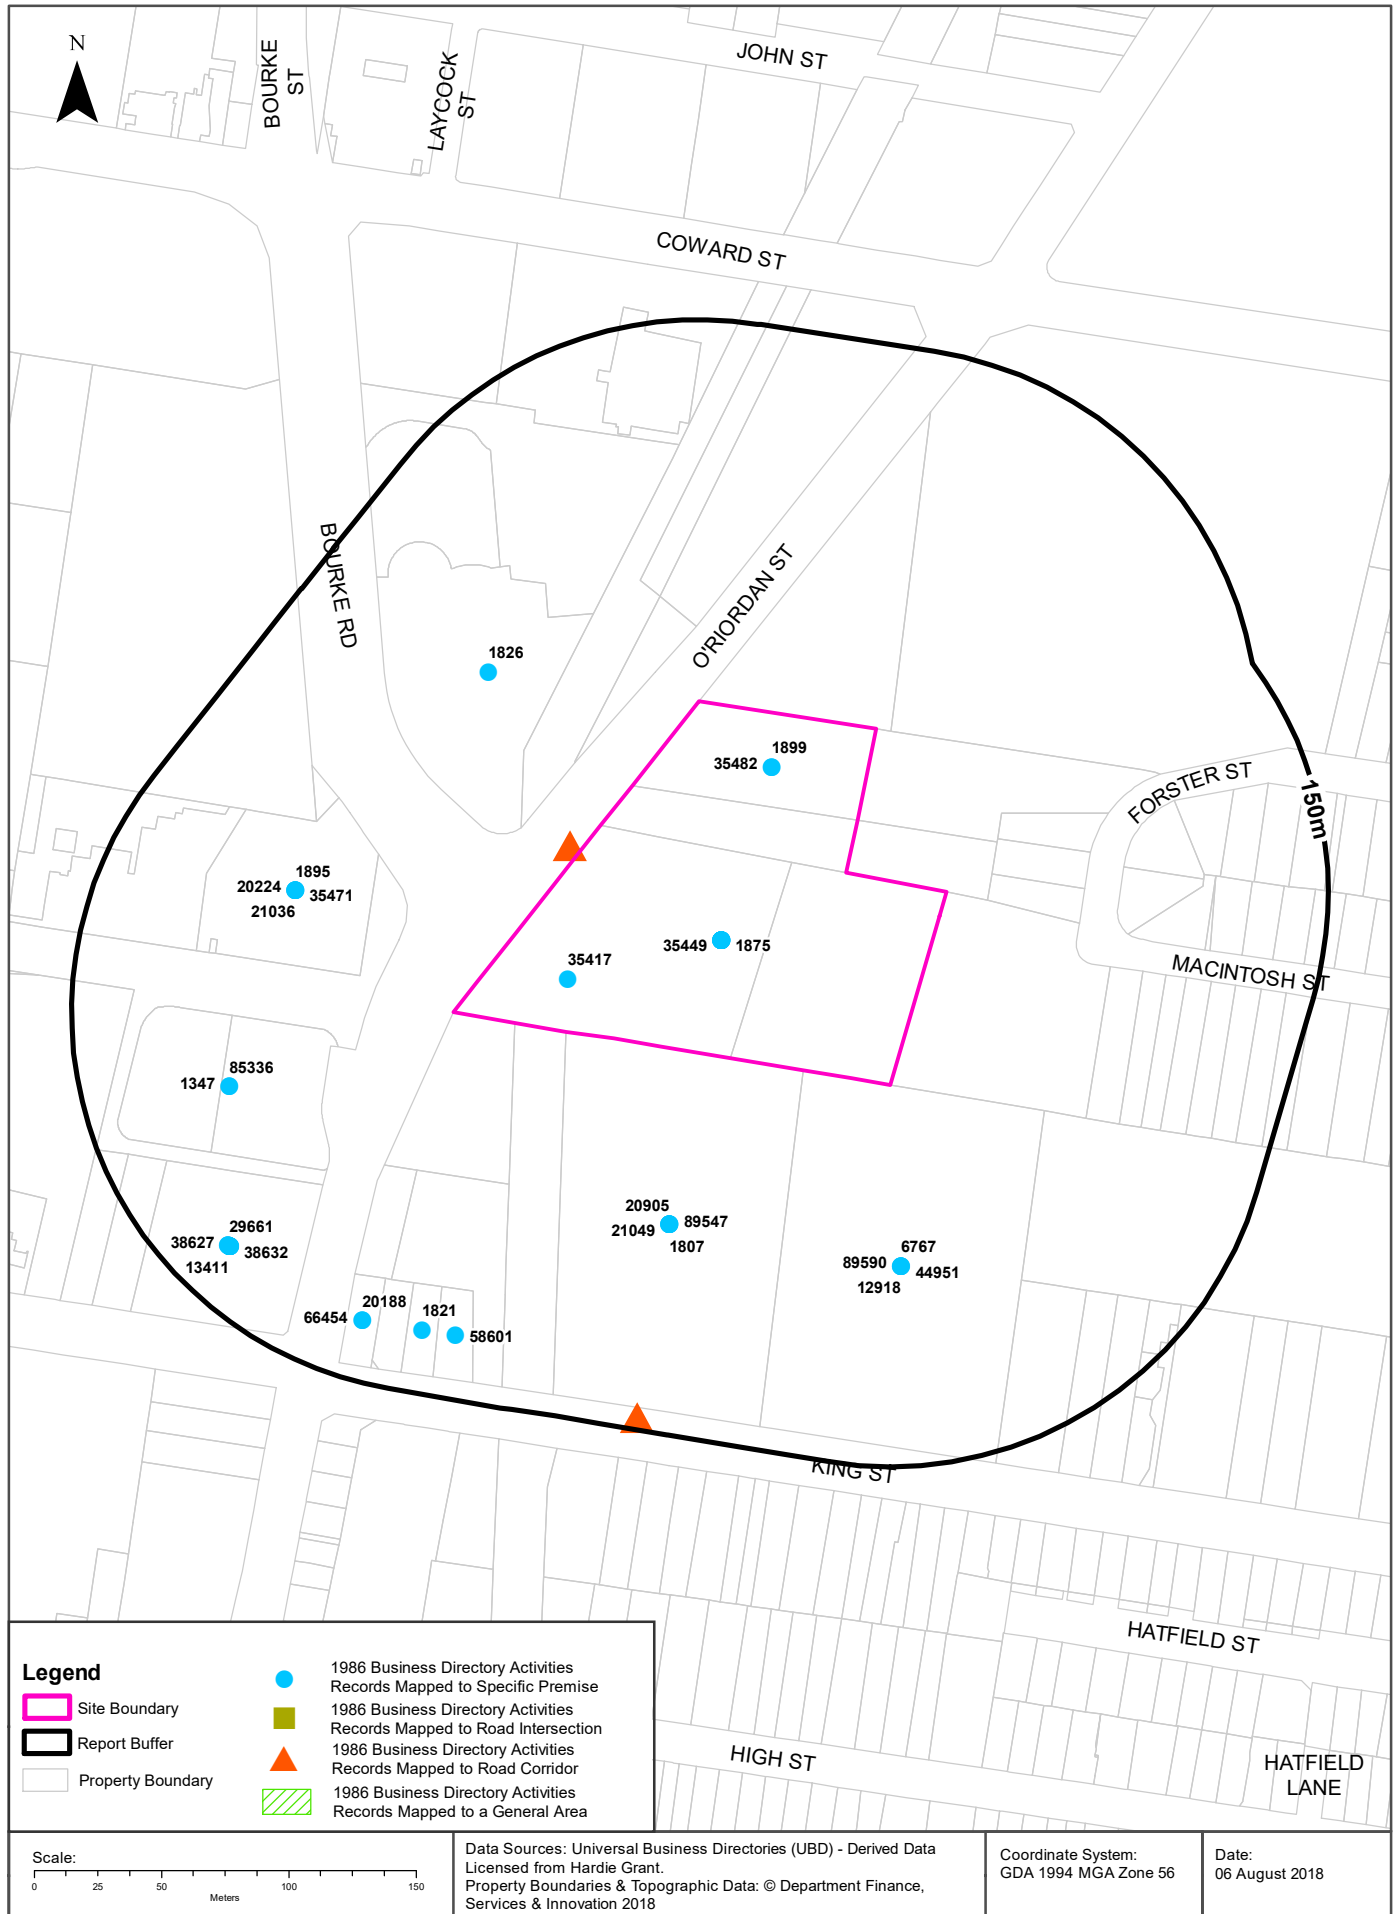 N
BOURKE
ST
LAYCOCK
ST
JOHN ST
COWARD ST
BOURKE RD
O'RIORDAN ST
1826
1899
35482
FORSTER ST
150m
1895
20224
35471
21036
35449
1875
35417
MACINTOSH ST
85336
1347
20905
89547
21049
1807
29661
38627
38632
13411
6767
89590
44951
12918
20188
66454
1821
58601
KING ST
HATFIELD ST
HIGH ST
HATFIELD
LANE
Legend
Site Boundary
Report Buffer
Property Boundary
1986 Business Directory Activities
Records Mapped to Specific Premise
1986 Business Directory Activities
Records Mapped to Road Intersection
1986 Business Directory Activities
Records Mapped to Road Corridor
1986 Business Directory Activities
Records Mapped to a General Area
Scale:
0 25 50 100 150
Meters
Data Sources: Universal Business Directories (UBD) - Derived Data
Licensed from Hardie Grant.
Property Boundaries & Topographic Data: © Department Finance,
Services & Innovation 2018
Coordinate System:
GDA 1994 MGA Zone 56
Date:
06 August 2018